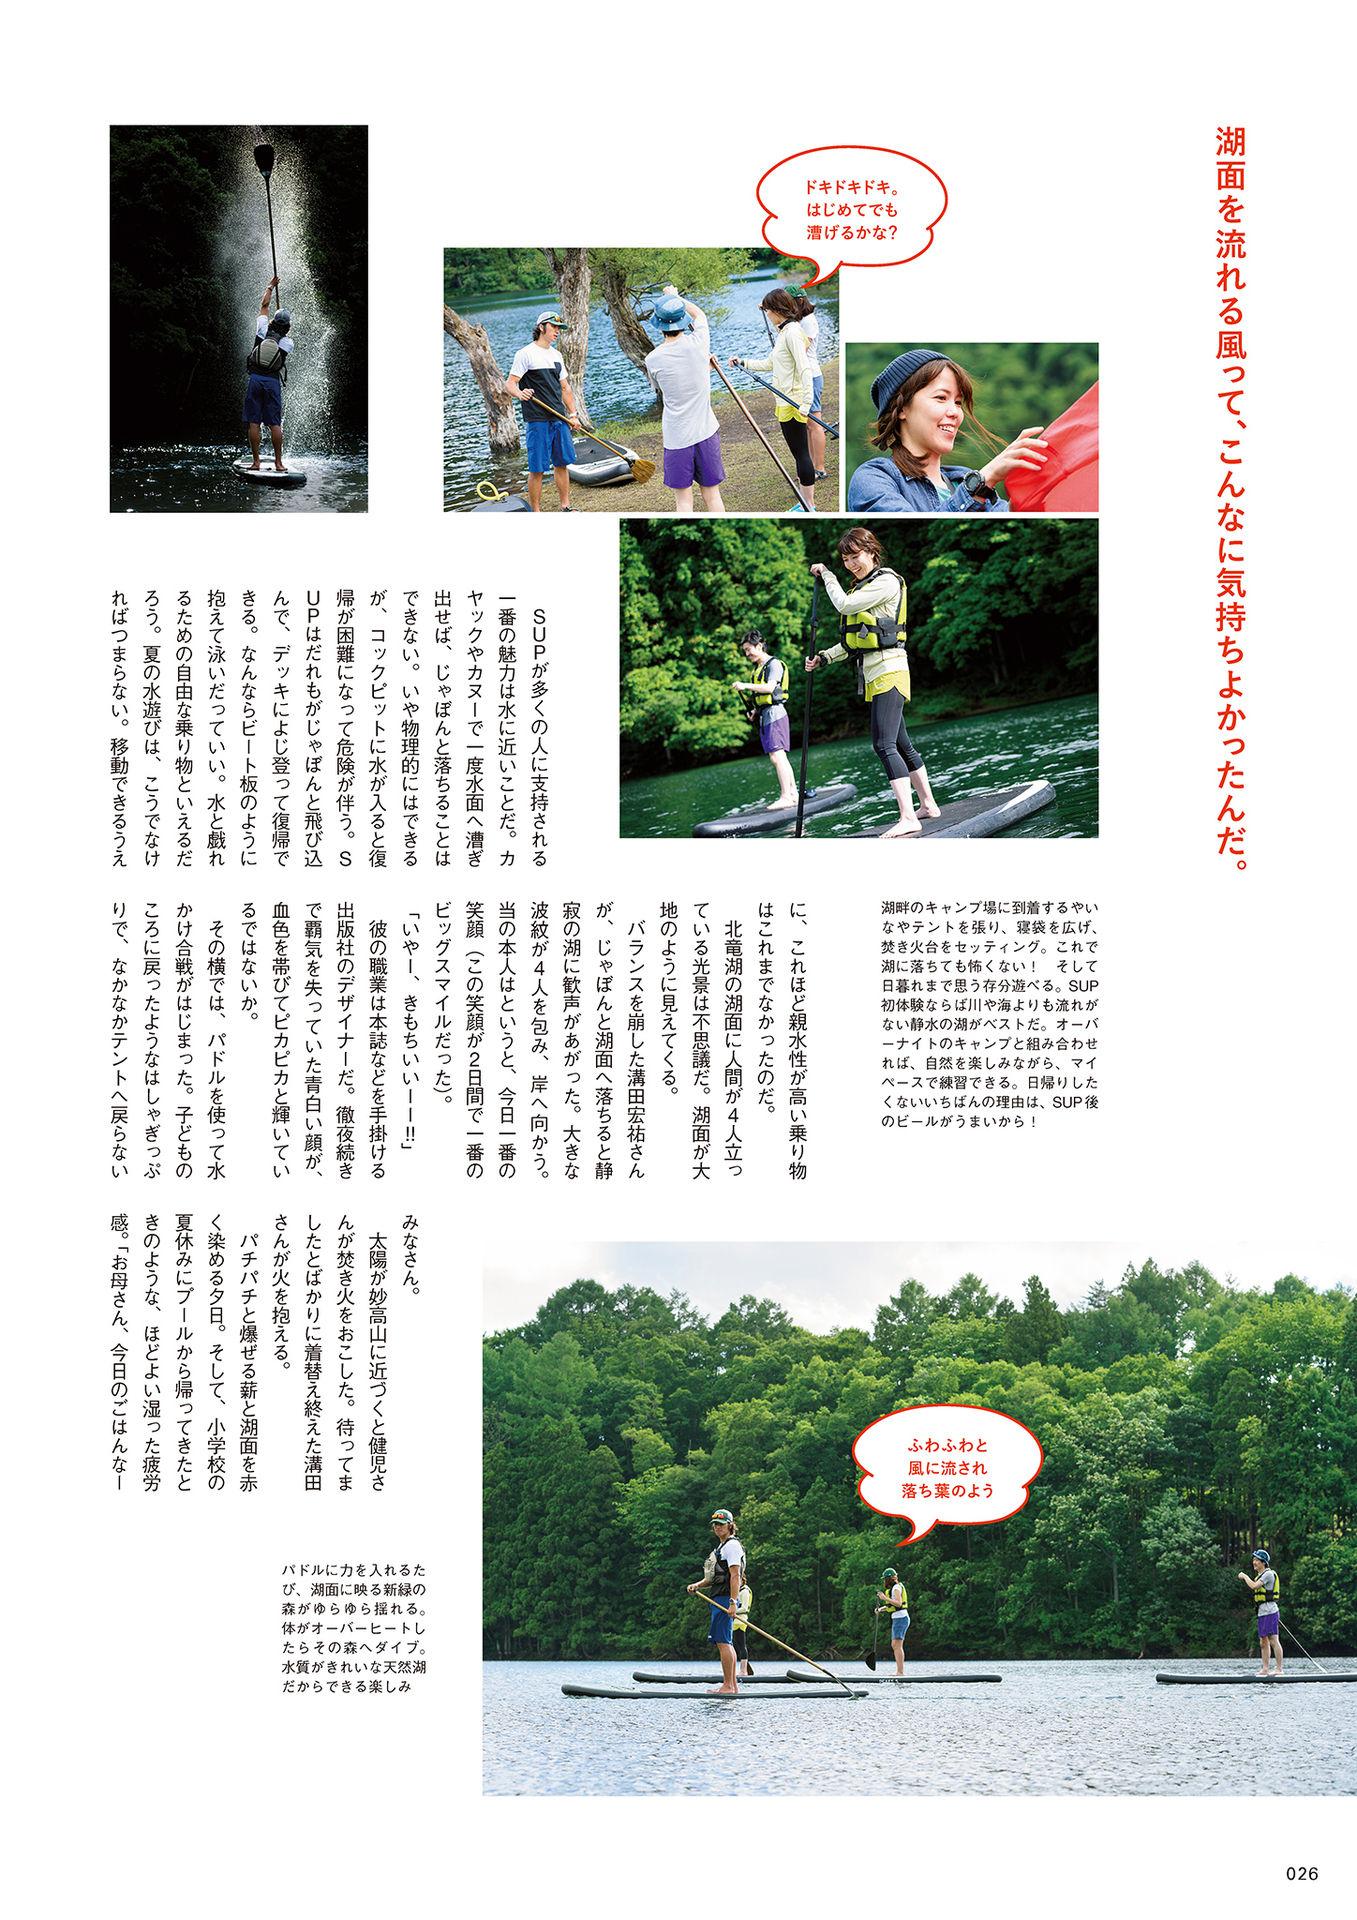 湖面を流れる風って、こんなに気持ちよかったんだ。
ドキドキドキ。
はじめてでも
漕げるかな？
SUPが多くの人に支持される
一番の魅力は水に近いことだ。カ
ヤックやカヌーで一度水面へ漕ぎ
出せば、じゃぼんと落ちることは
できない。いや物理的にはできる
が、コックピットに水が入ると復
帰が困難になって危険が伴う。S
UPはだれもがじゃぼんと飛び込
んで、デッキによじ登って復帰で
きる。なんならビート板のように
抱えて泳いだっていい。水と戯れ
るための自由な乗り物といえるだ
ろう。夏の水遊びは、こうでなけ
ればつまらない。移動できるうえ
に、これほど親水性が高い乗り物
はこれまでなかったのだ。
北竜湖の湖面に人間が4人立っ
ている光景は不思議だ。湖面が大
地のように見えてくる。
バランスを崩した溝田宏祐さん
が、じゃぼんと湖面へ落ちると静
寂の湖に歓声があがった。大きな
波紋が4人を包み、岸へ向かう。
当の本人はというと、今日一番の
笑顔（この笑顔が2日間で一番の
ビッグスマイルだった）。
「いやー、きもちいいーー!!」
彼の職業は本誌などを手掛ける
出版社のデザイナーだ。徹夜続き
で覇気を失っていた青白い顔が、
血色を帯びてピカピカと輝いてい
るではないか。
その横では、パドルを使って水
かけ合戦がはじまった。子どもの
ころに戻ったようなはしゃぎっぷ
りで、なかなかテントへ戻らない
みなさん。
太陽が妙高山に近づくと健児さ
んが焚き火をおこした。待ってま
したとばかりに着替え終えた溝田
さんが火を抱える。
パチパチと爆ぜる薪と湖面を赤
く染める夕日。そして、小学校の
夏休みにプールから帰ってきたと
きのような、ほどよい湿った疲労
感。「お母さん、今日のごはんなー
湖畔のキャンプ場に到着するやい
なやテントを張り、寝袋を広げ、
焚き火台をセッティング。これで
湖に落ちても怖くない！　そして
日暮れまで思う存分遊べる。SUP
初体験ならば川や海よりも流れが
ない静水の湖がベストだ。オーバ
ーナイトのキャンプと組み合わせ
れば、自然を楽しみながら、マイ
ペースで練習できる。日帰りした
くないいちばんの理由は、SUP後
のビールがうまいから！
ふわふわと
風に流され
落ち葉のよう
パドルに力を入れるた
び、湖面に映る新緑の
森がゆらゆら揺れる。
体がオーバーヒートし
たらその森へダイブ。
水質がきれいな天然湖
だからできる楽しみ
026